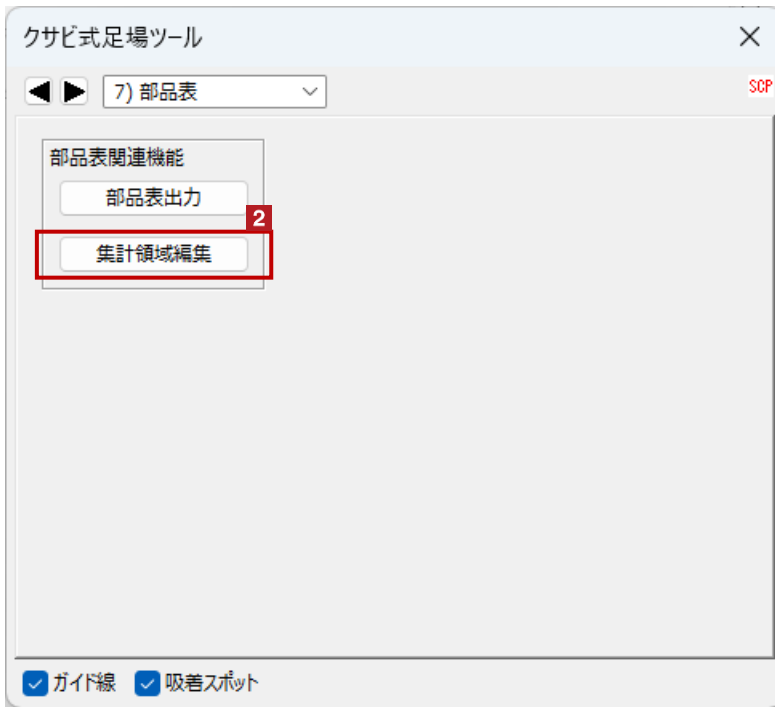 クサビ式足場ツール
7) 部品表
SCP
部品表関連機能
部品表出力
2
集計領域編集
ガイド線 吸着スポット